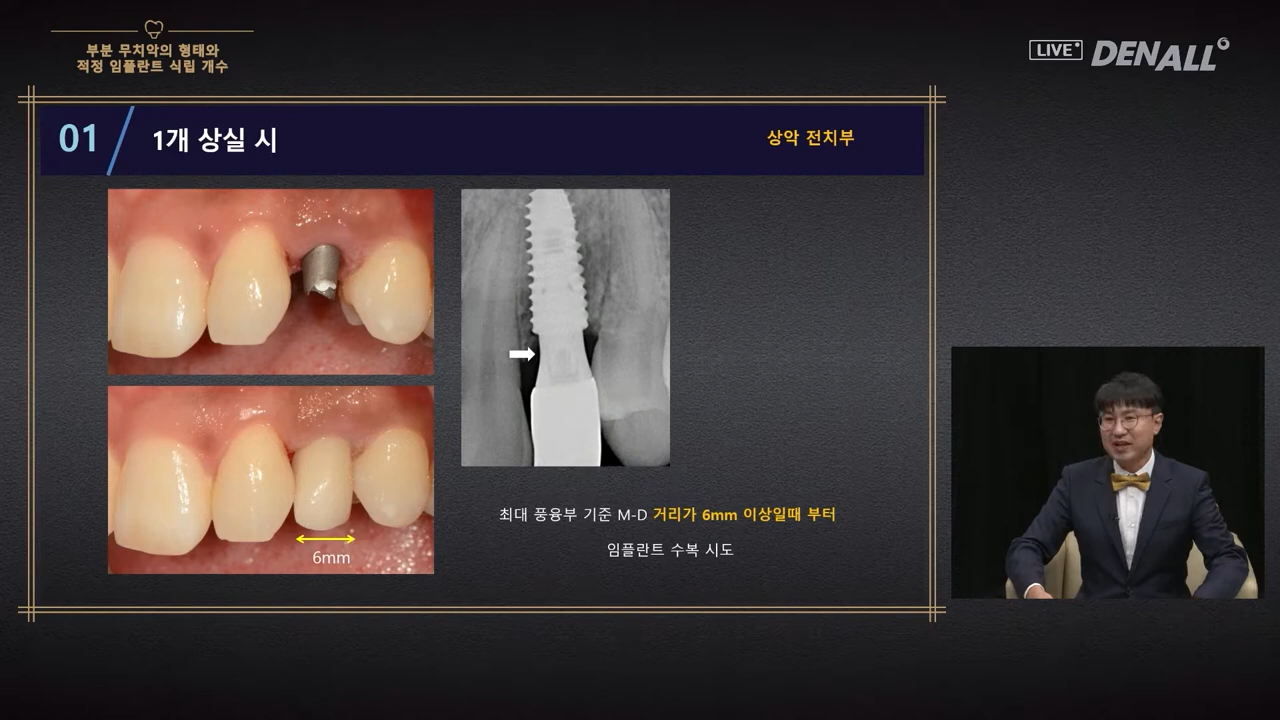 부분 무치악의 형태와
적정 임플란트 식립 개수
LIVE
DENALL
01
1개 상실 시
상악 전치부
6mm
최대 풍융부 기준 M-D 거리가 6mm 이상일때 부터
임플란트 수복 시도